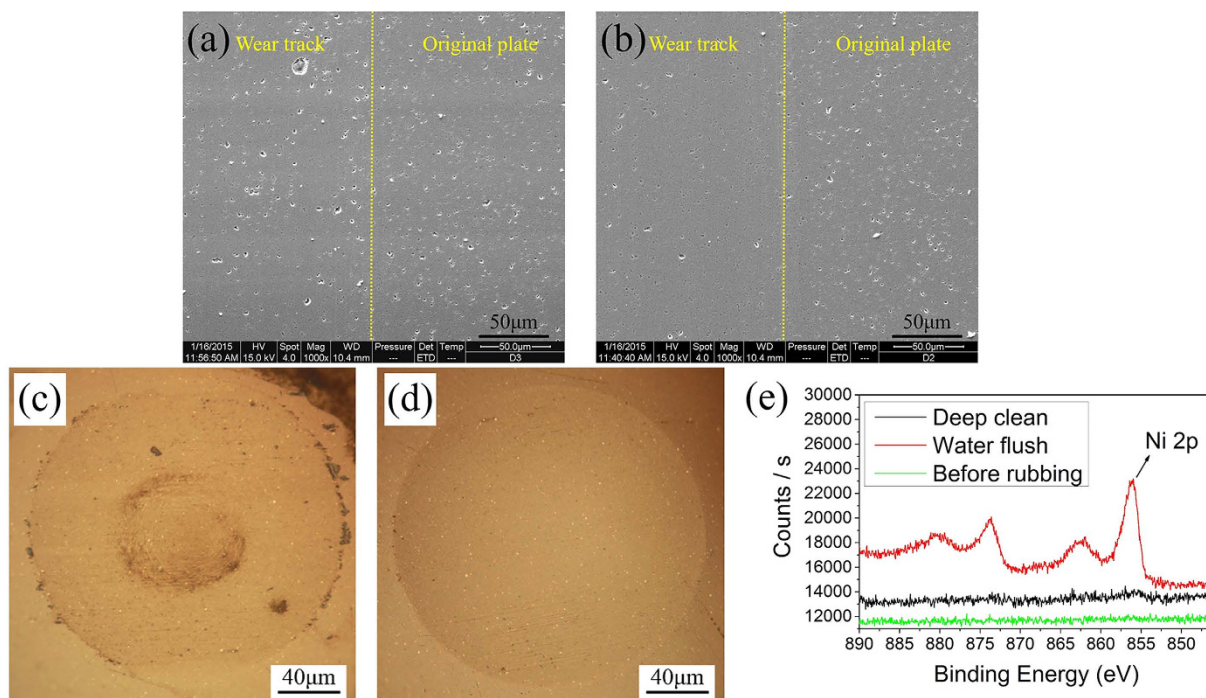 (a)
Wear track
Original plate
50μm
1/16/2015 HV Spot Mag WD Pressure Det Temp 50.0μm
11:56:50 AM 15.0 kV 4.0 1000x 10.4 mm --- ETD --- D3
(b)
Wear track
Original plate
50μm
1/16/2015 HV Spot Mag WD Pressure Det Temp 50.0μm
11:40:40 AM 15.0 kV 4.0 1000x 10.4 mm --- ETD --- D2
(c)
40μm
(d)
40μm
(e)
30000
28000
26000
24000
22000
20000
18000
16000
14000
12000
Counts / s
Deep clean
Water flush
Before rubbing
Ni 2p
890 885 880 875 870 865 860 855 850
Binding Energy (eV)